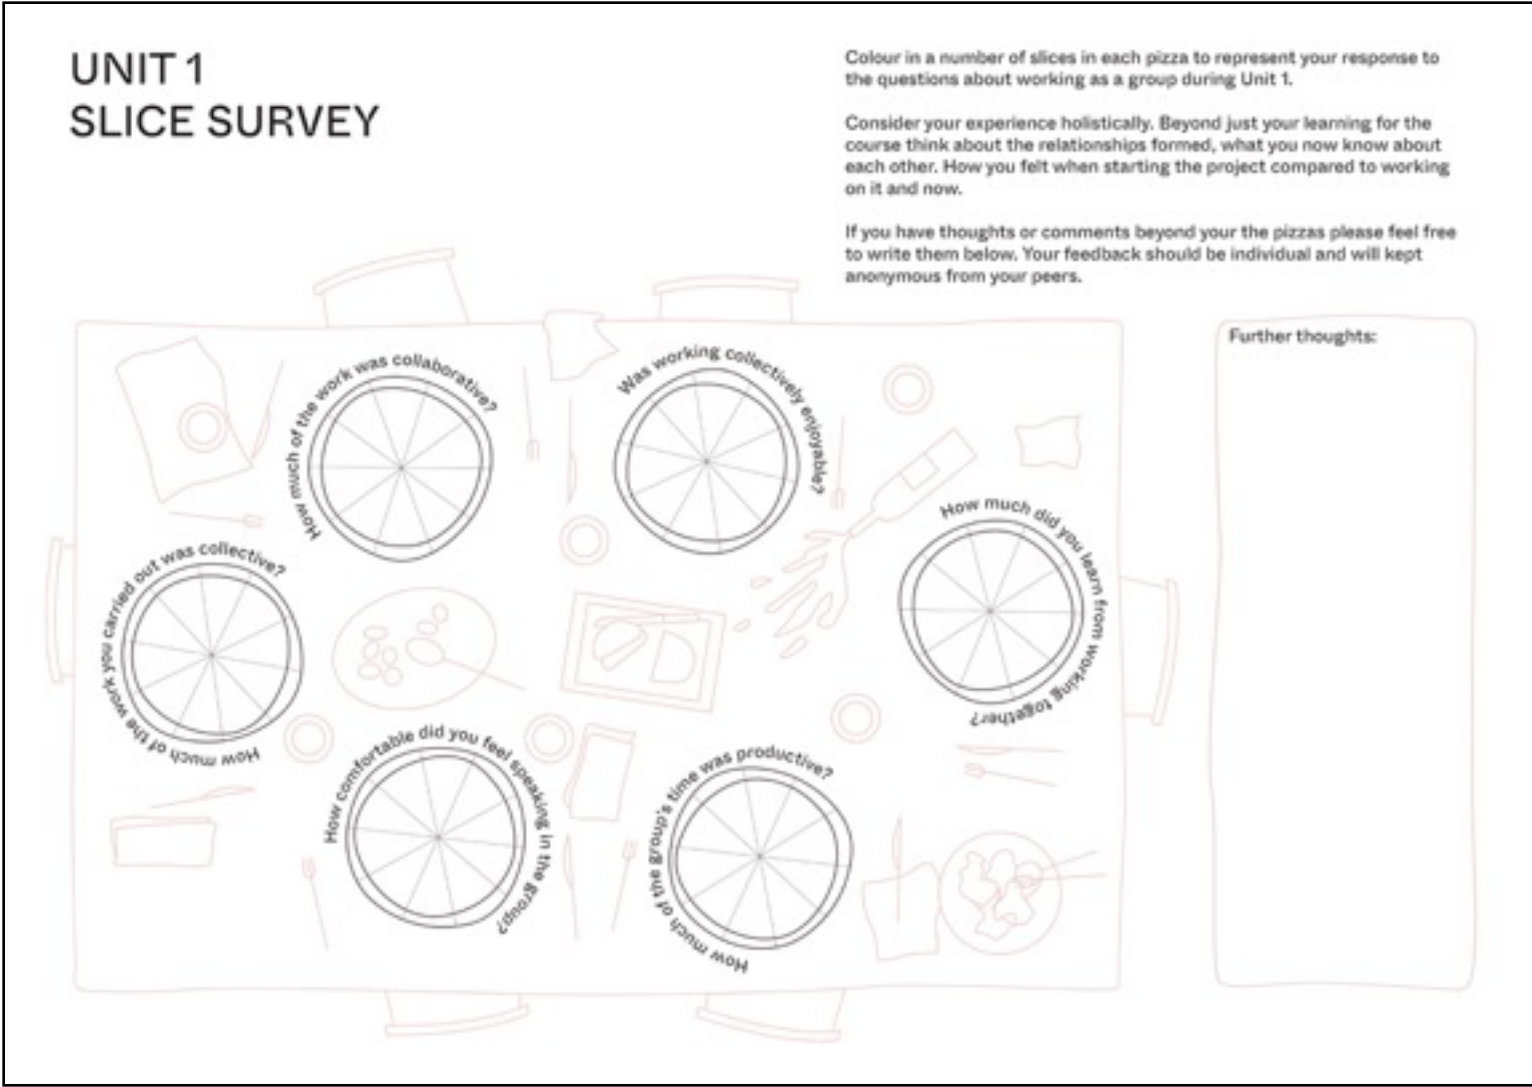 UNIT 1
SLICE SURVEY
Colour in a number of slices in each pizza to represent your response to
the questions about working as a group during Unit 1.
Consider your experience holistically. Beyond just your learning for the
course think about the relationships formed, what you now know about
each other. How you felt when starting the project compared to working
on it and now.
If you have thoughts or comments beyond your the pizzas please feel free
to write them below. Your feedback should be individual and will kept
anonymous from your peers.
Further thoughts:
How much of the work was collaborative?
Was working collectively enjoyable?
How much did you learn from working together?
How much of the work you carried out was collective?
How comfortable did you feel speaking in the group?
How much of the group's time was productive?